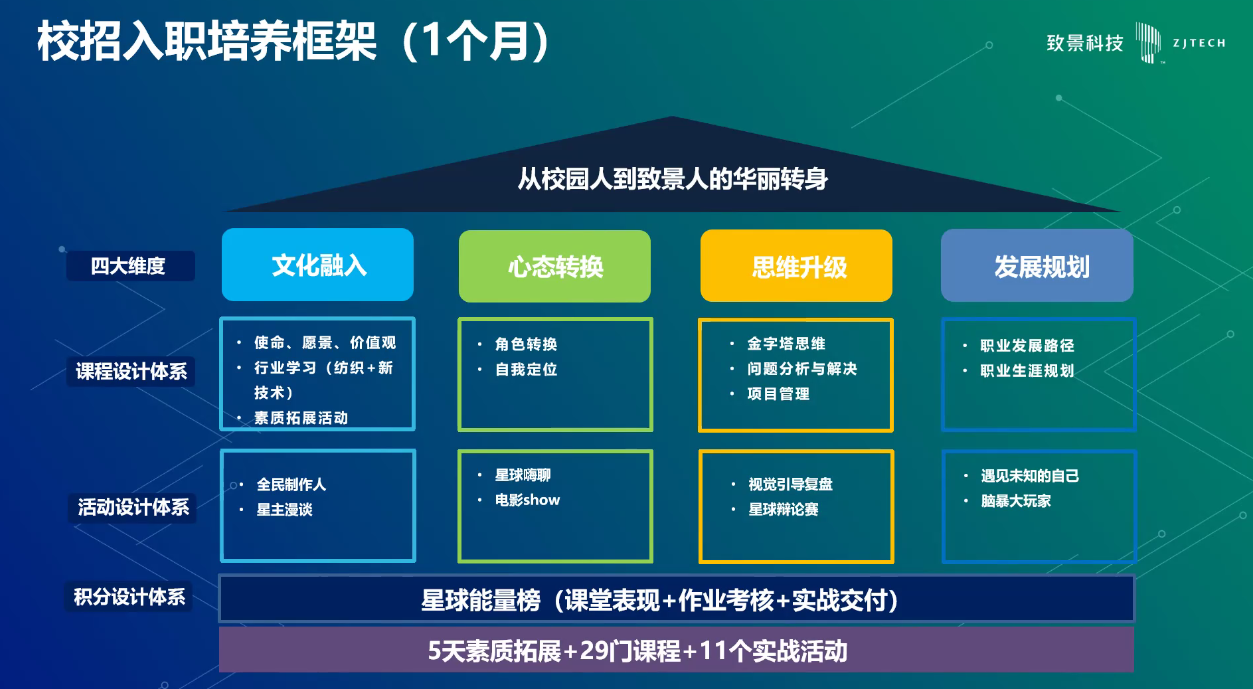 校招入职培养框架（1个月）
致景科技 ZJTECH
从校园人到致景人的华丽转身
四大维度
文化融入
心态转换
思维升级
发展规划
课程设计体系
• 使命、愿景、价值观
• 行业学习（纺织+新
技术）
• 素质拓展活动
• 角色转换
• 自我定位
• 金字塔思维
• 问题分析与解决
• 项目管理
• 职业发展路径
• 职业生涯规划
活动设计体系
• 全民制作人
• 星主漫谈
• 星球嗨聊
• 电影show
• 视觉引导复盘
• 星球辩论赛
• 遇见未知的自己
• 脑暴大玩家
积分设计体系
星球能量榜（课堂表现+作业考核+实战交付）
5天素质拓展+29门课程+11个实战活动